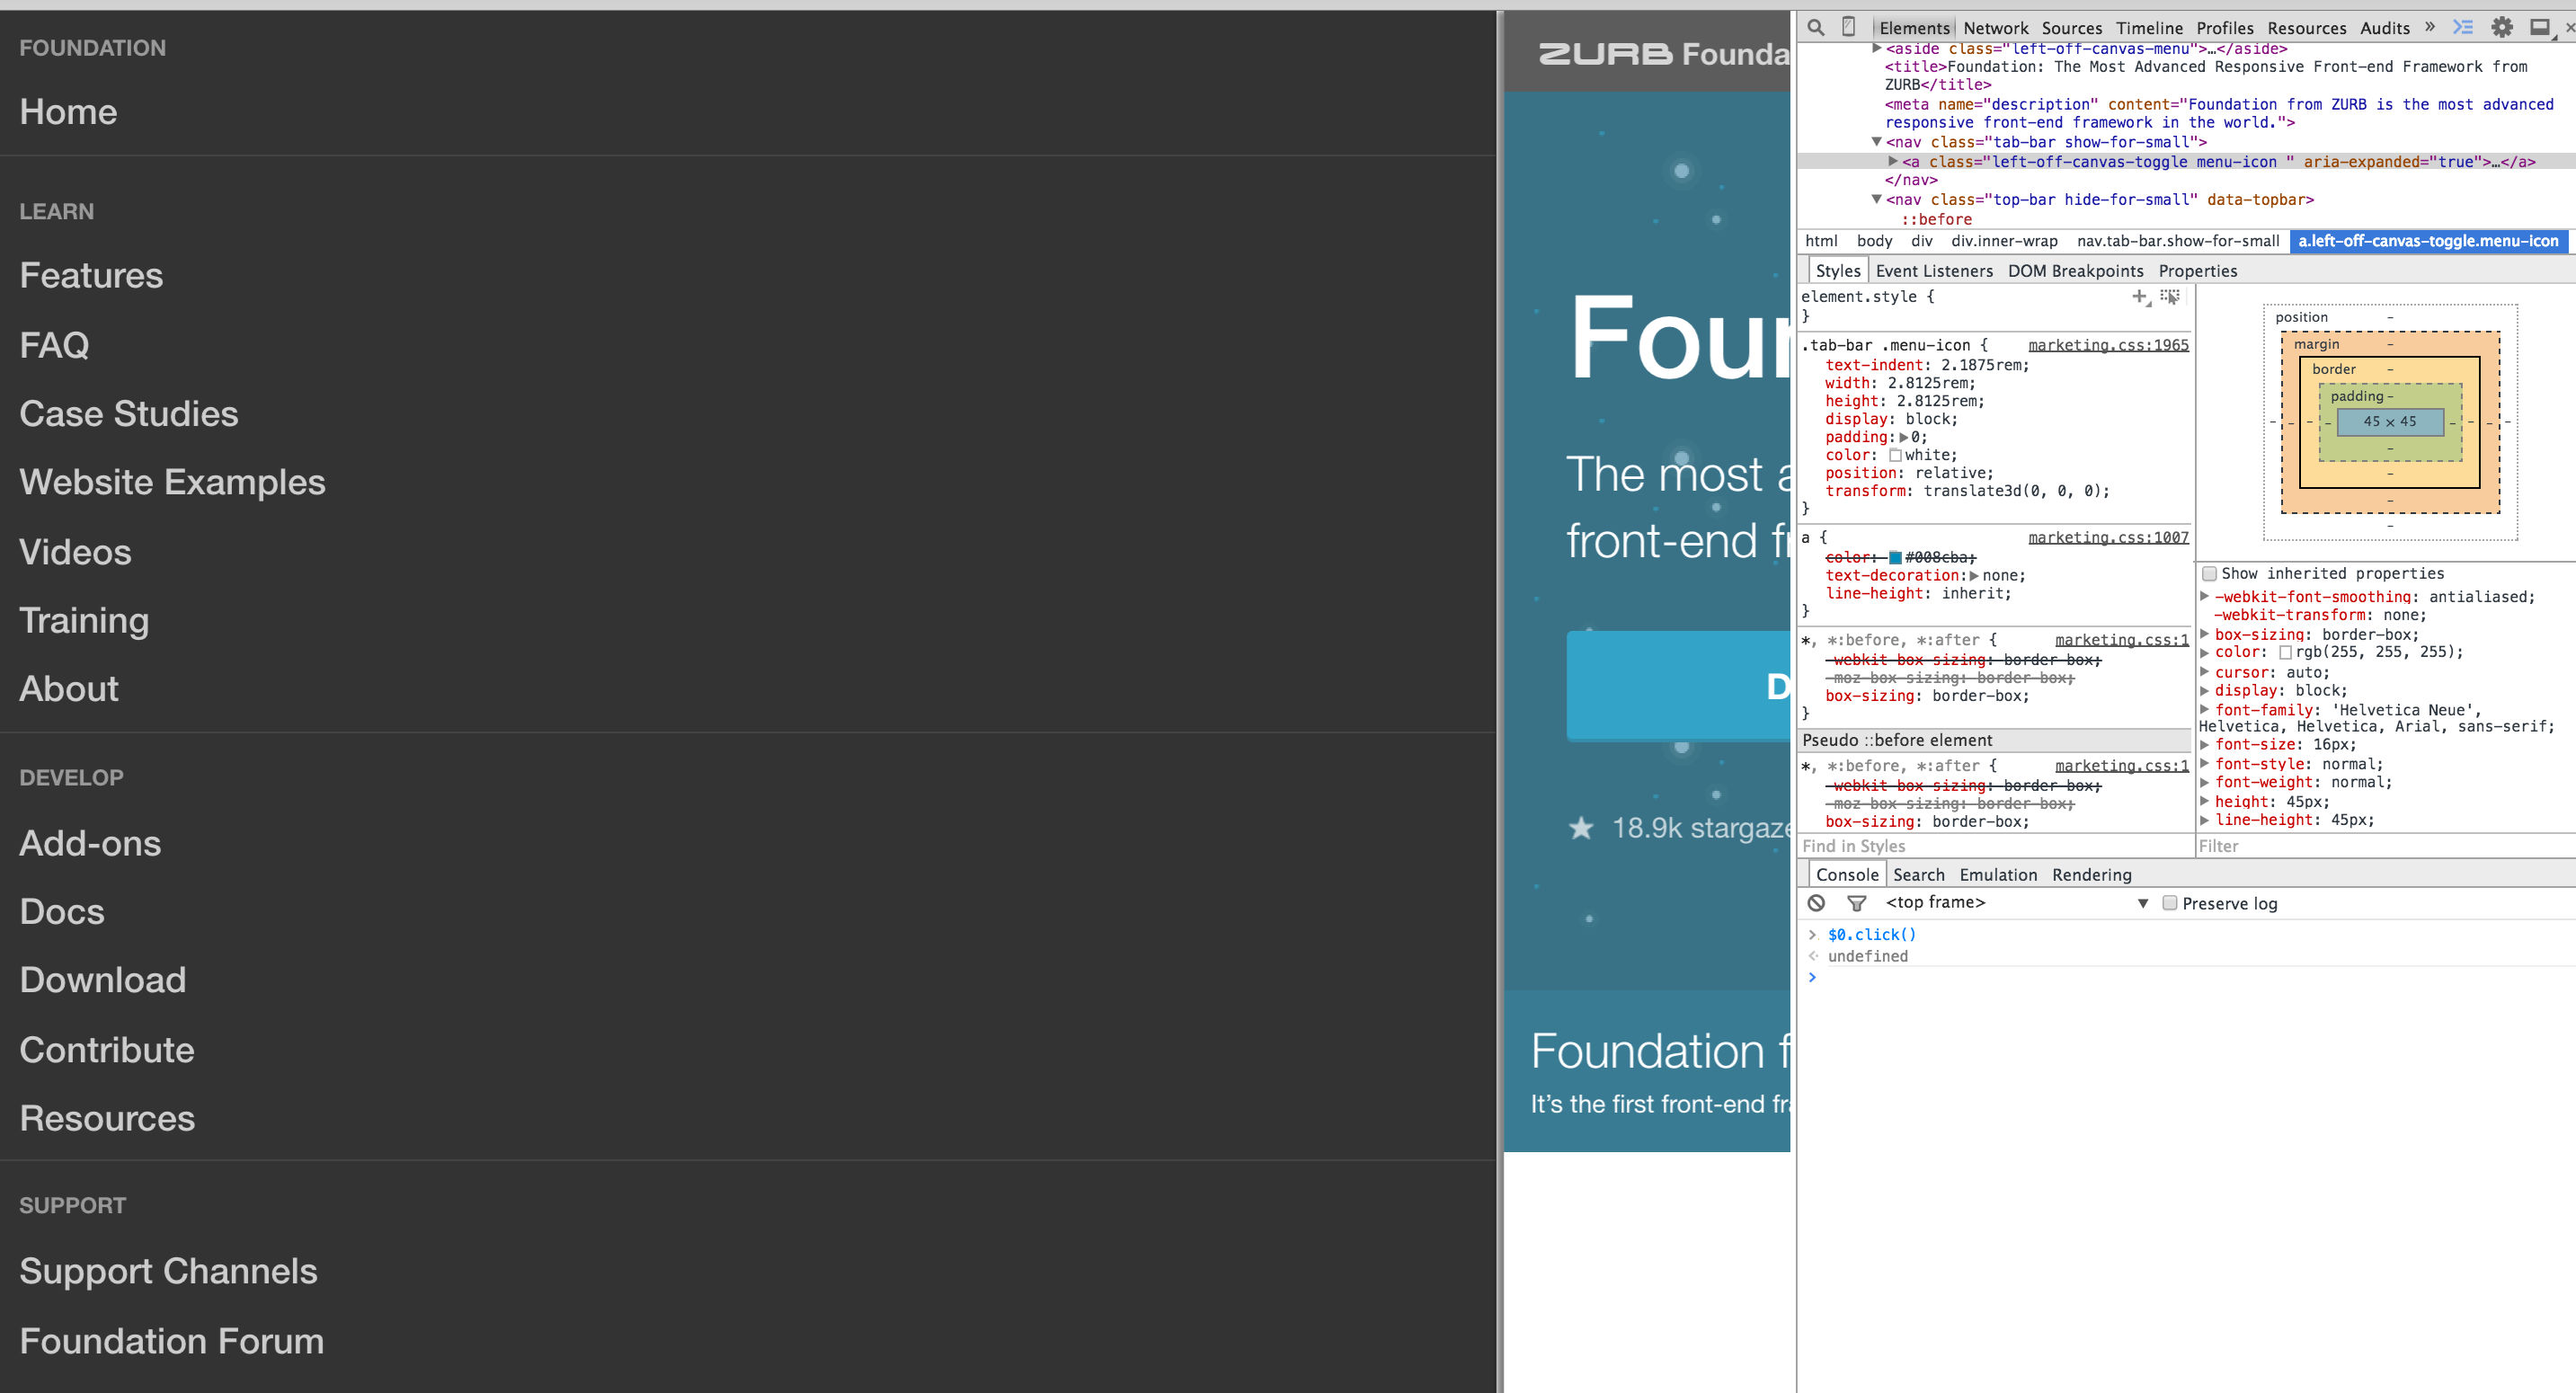 FOUNDATION
Home
LEARN
Features
FAQ
Case Studies
Website Examples
Videos
Training
About
DEVELOP
Add-ons
Docs
Download
Contribute
Resources
SUPPORT
Support Channels
Foundation Forum
ZURB Founda
Four
The most a
front-end fr
D
18.9k stargaze
Foundation f
It's the first front-end fra
Elements Network Sources Timeline Profiles Resources Audits »
▶<aside class="left-off-canvas-menu">…</aside>
<title>Foundation: The Most Advanced Responsive Front-end Framework from
ZURB</title>
<meta name="description" content="Foundation from ZURB is the most advanced
responsive front-end framework in the world.">
▼<nav class="tab-bar show-for-small">
▶<a class="left-off-canvas-toggle menu-icon " aria-expanded="true">…</a>
</nav>
▼<nav class="top-bar hide-for-small" data-topbar>
::before
html body div div.inner-wrap nav.tab-bar.show-for-small a.left-off-canvas-toggle.menu-icon
Styles Event Listeners DOM Breakpoints Properties
element.style {
}
.tab-bar .menu-icon { marketing.css:1965
text-indent: 2.1875rem;
width: 2.8125rem;
height: 2.8125rem;
display: block;
padding:▶0;
color: white;
position: relative;
transform: translate3d(0, 0, 0);
}
a { marketing.css:1007
color: #008cba;
text-decoration:▶none;
line-height: inherit;
}
*, *:before, *:after { marketing.css:1
-webkit-box-sizing: border-box;
-moz-box-sizing: border-box;
box-sizing: border-box;
}
Pseudo ::before element
*, *:before, *:after { marketing.css:1
-webkit-box-sizing: border-box;
-moz-box-sizing: border-box;
box-sizing: border-box;
Find in Styles
position –
margin –
border –
padding –
– – – – 45 × 45 – – – –
–
–
–
–
Show inherited properties
▶ -webkit-font-smoothing: antialiased;
-webkit-transform: none;
▶ box-sizing: border-box;
▶ color: rgb(255, 255, 255);
▶ cursor: auto;
▶ display: block;
▶ font-family: 'Helvetica Neue',
Helvetica, Helvetica, Arial, sans-serif;
▶ font-size: 16px;
▶ font-style: normal;
▶ font-weight: normal;
▶ height: 45px;
▶ line-height: 45px;
Filter
Console Search Emulation Rendering
<top frame> ▼ Preserve log
> $0.click()
< undefined
>